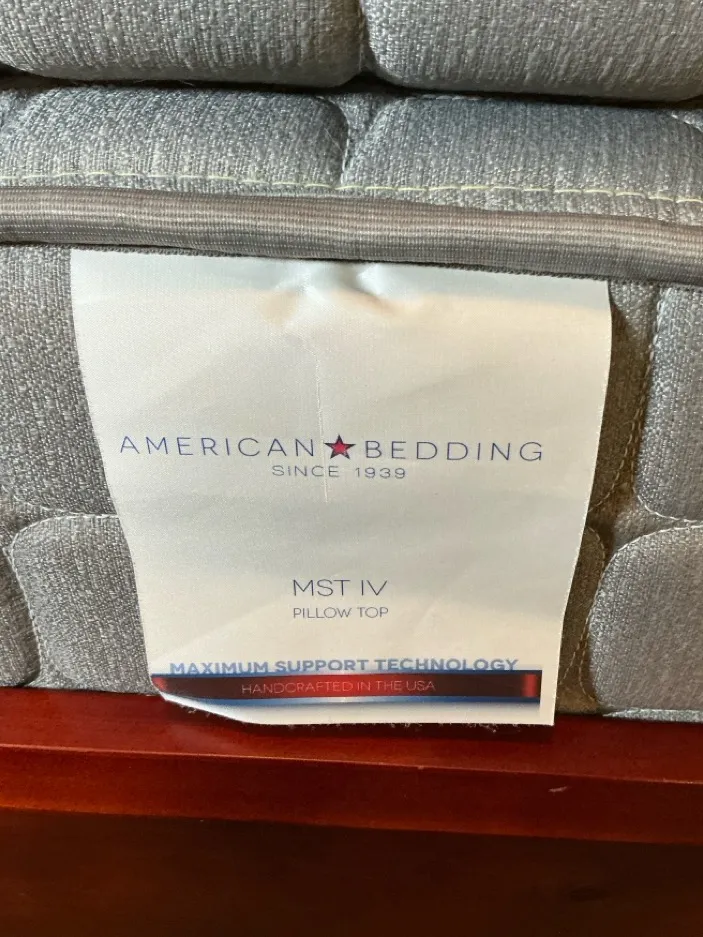 AMERICAN★BEDDING
SINCE 1939
MST IV
PILLOW TOP
MAXIMUM SUPPORT TECHNOLOGY
HANDCRAFTED IN THE USA